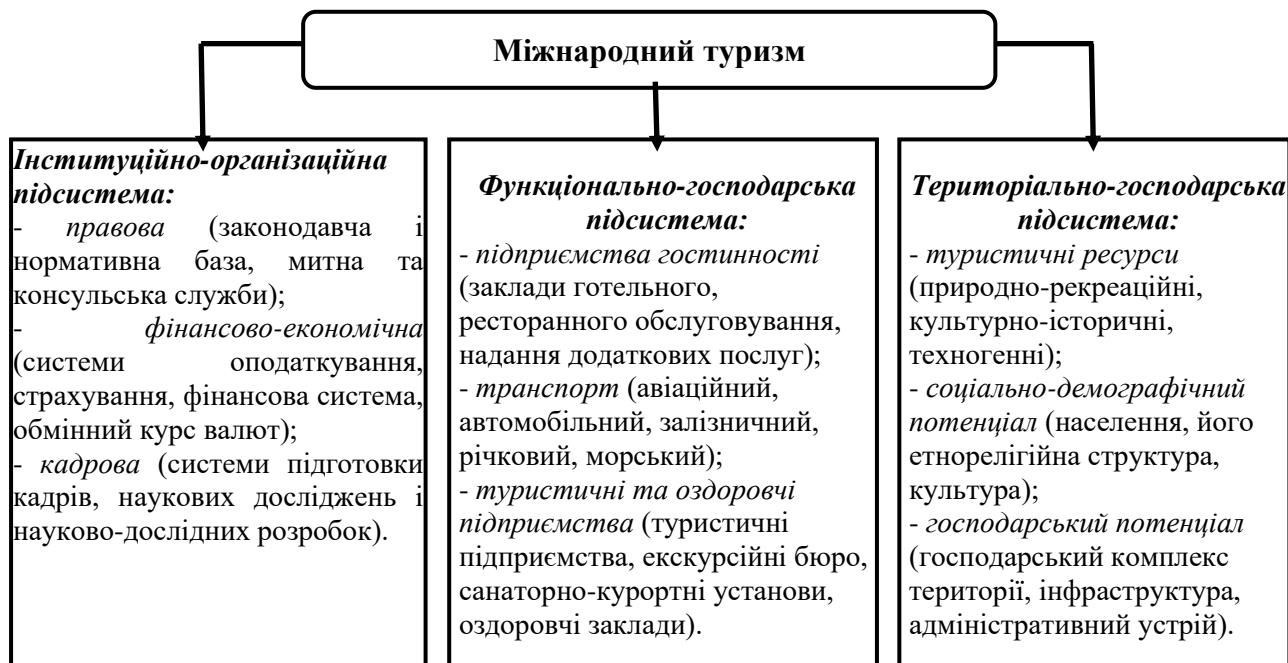 Міжнародний туризм
Інституційно-організаційна
підсистема:
- правова (законодавча і
нормативна база, митна та
консульська служби);
- фінансово-економічна
(системи оподаткування,
страхування, фінансова система,
обмінний курс валют);
- кадрова (системи підготовки
кадрів, наукових досліджень і
науково-дослідних розробок).
Функціонально-господарська
підсистема:
- підприємства гостинності
(заклади готельного,
ресторанного обслуговування,
надання додаткових послуг);
- транспорт (авіаційний,
автомобільний, залізничний,
річковий, морський);
- туристичні та оздоровчі
підприємства (туристичні
підприємства, екскурсійні бюро,
санаторно-курортні установи,
оздоровчі заклади).
Територіально-господарська
підсистема:
- туристичні ресурси
(природно-рекреаційні,
культурно-історичні,
техногенні);
- соціально-демографічний
потенціал (населення, його
етнорелігійна структура,
культура);
- господарський потенціал
(господарський комплекс
території, інфраструктура,
адміністративний устрій).